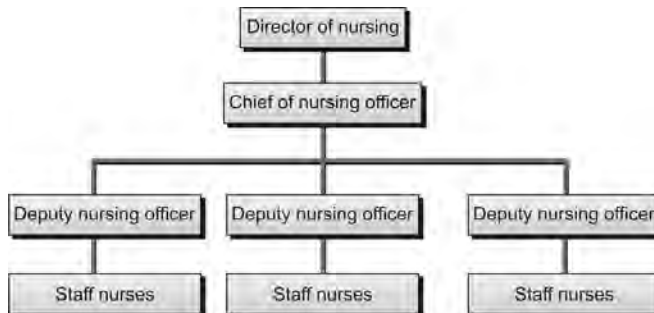 Director of nursing
Chief of nursing officer
Deputy nursing officer
Deputy nursing officer
Deputy nursing officer
Staff nurses
Staff nurses
Staff nurses